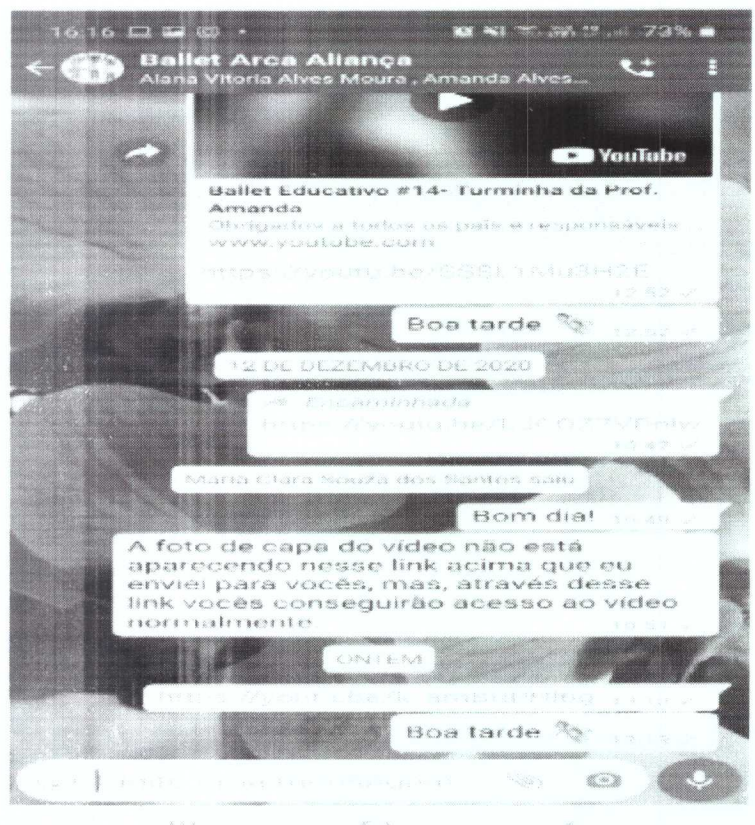 16:16 73%
Ballet Arca Aliança
Alana Vitoria Alves Moura , Amanda Alves...
YouTube
Ballet Educativo #14- Turminha da Prof.
Amanda
Obrigados a todos os pais e responsáveis ...
www.youtube.com
12:52
Boa tarde
12:52
12 DE DEZEMBRO DE 2020
Encaminhada
Maria Clara Souza dos Santos saiu
Bom dia!
A foto de capa do vídeo não está
aparecendo nesse link acima que eu
enviei para vocês, mas, através desse
link vocês conseguirão acesso ao vídeo
normalmente
ONTEM
Boa tarde